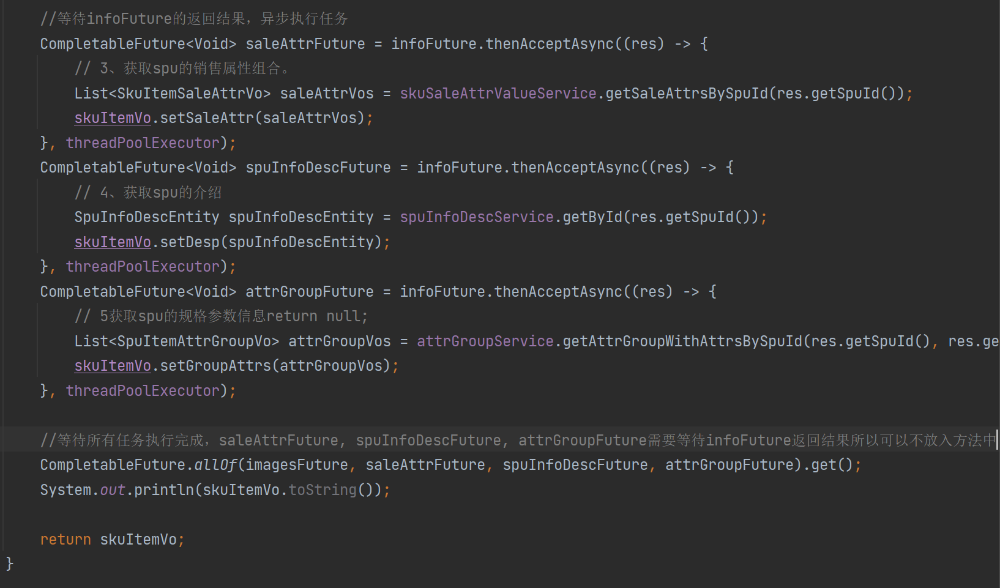 //等待infoFuture的返回结果，异步执行任务
CompletableFuture<Void> saleAttrFuture = infoFuture.thenAcceptAsync((res) -> {
// 3、获取spu的销售属性组合。
List<SkuItemSaleAttrVo> saleAttrVos = skuSaleAttrValueService.getSaleAttrsBySpuId(res.getSpuId());
skuItemVo.setSaleAttr(saleAttrVos);
}, threadPoolExecutor);
CompletableFuture<Void> spuInfoDescFuture = infoFuture.thenAcceptAsync((res) -> {
// 4、获取spu的介绍
SpuInfoDescEntity spuInfoDescEntity = spuInfoDescService.getById(res.getSpuId());
skuItemVo.setDesp(spuInfoDescEntity);
}, threadPoolExecutor);
CompletableFuture<Void> attrGroupFuture = infoFuture.thenAcceptAsync((res) -> {
// 5获取spu的规格参数信息return null;
List<SpuItemAttrGroupVo> attrGroupVos = attrGroupService.getAttrGroupWithAttrsBySpuId(res.getSpuId(), res.ge
skuItemVo.setGroupAttrs(attrGroupVos);
}, threadPoolExecutor);
//等待所有任务执行完成，saleAttrFuture, spuInfoDescFuture, attrGroupFuture需要等待infoFuture返回结果所以可以不放入方法中
CompletableFuture.allOf(imagesFuture, saleAttrFuture, spuInfoDescFuture, attrGroupFuture).get();
System.out.println(skuItemVo.toString());
return skuItemVo;
}